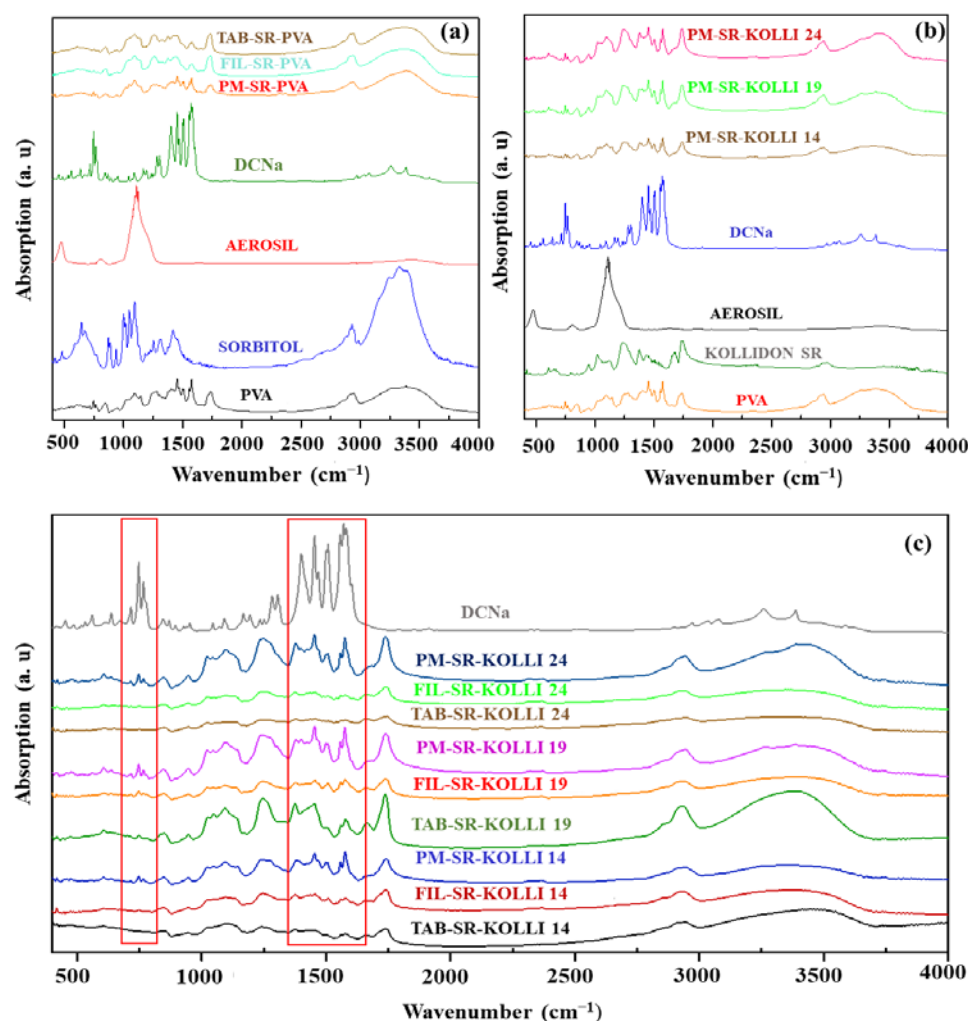 (a)
TAB-SR-PVA
FIL-SR-PVA
PM-SR-PVA
DCNa
AEROSIL
SORBITOL
PVA
Absorption (a. u)
500 1000 1500 2000 2500 3000 3500 4000
Wavenumber (cm⁻¹)
(b)
PM-SR-KOLLI 24
PM-SR-KOLLI 19
PM-SR-KOLLI 14
DCNa
AEROSIL
KOLLIDON SR
PVA
Absorption (a. u)
500 1000 1500 2000 2500 3000 3500 4000
Wavenumber (cm⁻¹)
(c)
DCNa
PM-SR-KOLLI 24
FIL-SR-KOLLI 24
TAB-SR-KOLLI 24
PM-SR-KOLLI 19
FIL-SR-KOLLI 19
TAB-SR-KOLLI 19
PM-SR-KOLLI 14
FIL-SR-KOLLI 14
TAB-SR-KOLLI 14
Absorption (a. u)
500 1000 1500 2000 2500 3000 3500 4000
Wavenumber (cm⁻¹)